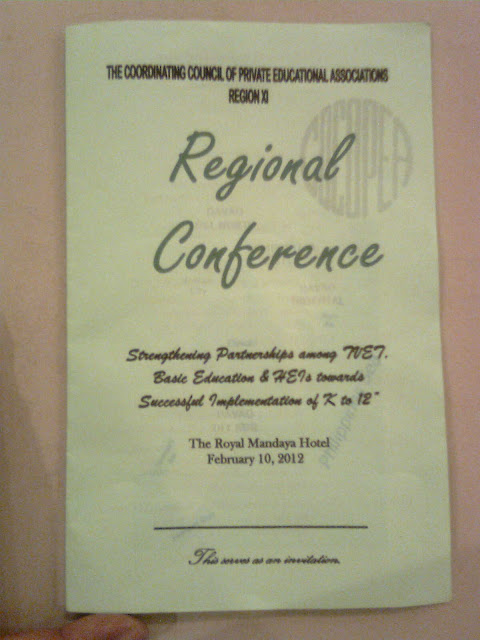 THE COORDINATING COUNCIL OF PRIVATE EDUCATIONAL ASSOCIATIONS
REGION XI
COCOPEA
Regional
Conference
Strengthening Partnerships among TVET,
Basic Education & HEIs towards
Successful Implementation of K to 12"
The Royal Mandaya Hotel
February 10, 2012
This serves as an invitation.